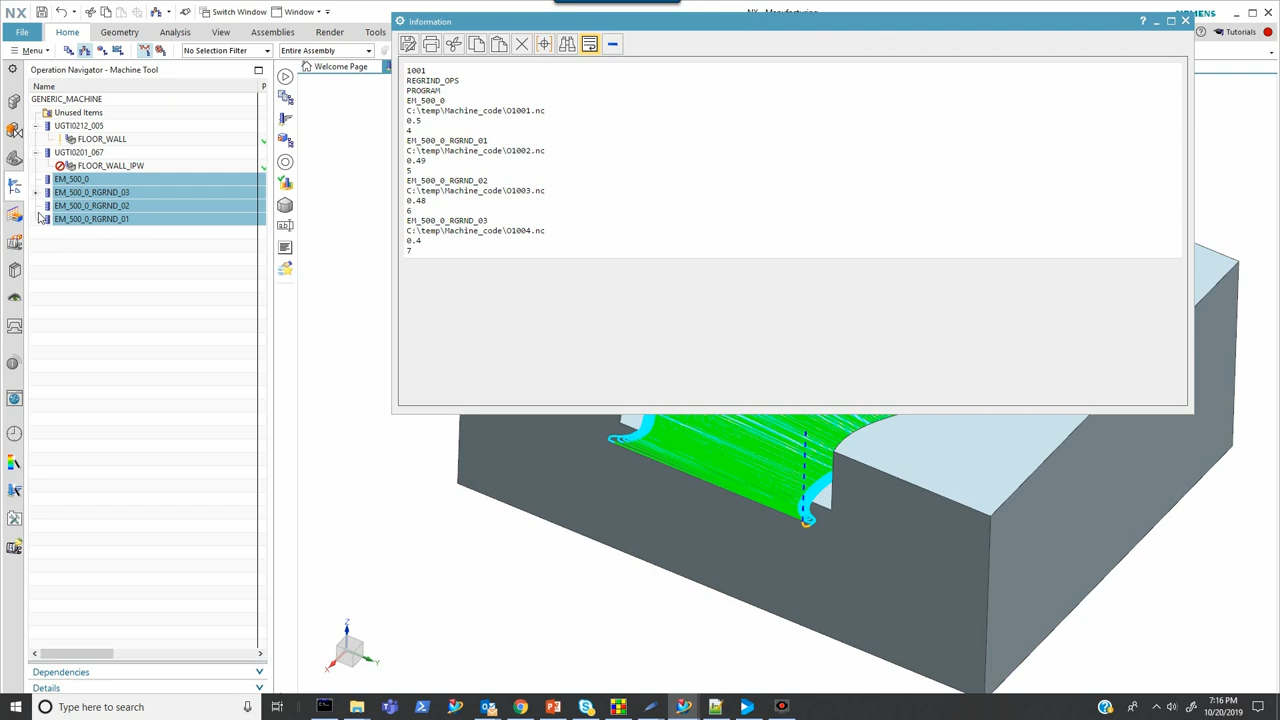 NX
Switch Window
Window
NX - Manufacturing
SIEMENS
File
Home
Geometry
Analysis
View
Assemblies
Render
Tools
Tutorials
Menu
No Selection Filter
Entire Assembly
Operation Navigator - Machine Tool
Welcome Page
Name
P
GENERIC_MACHINE
Unused Items
UGTI0212_005
FLOOR_WALL
UGTI0201_067
FLOOR_WALL_IPW
EM_500_0
EM_500_0_RGRND_03
EM_500_0_RGRND_02
EM_500_0_RGRND_01
Information
1001
REGRIND_OPS
PROGRAM
EM_500_0
C:\temp\Machine_code\O1001.nc
0.5
4
EM_500_0_RGRND_01
C:\temp\Machine_code\O1002.nc
0.49
5
EM_500_0_RGRND_02
C:\temp\Machine_code\O1003.nc
0.48
6
EM_500_0_RGRND_03
C:\temp\Machine_code\O1004.nc
0.4
7
Z
X
Y
Dependencies
Details
Type here to search
7:16 PM
10/20/2019